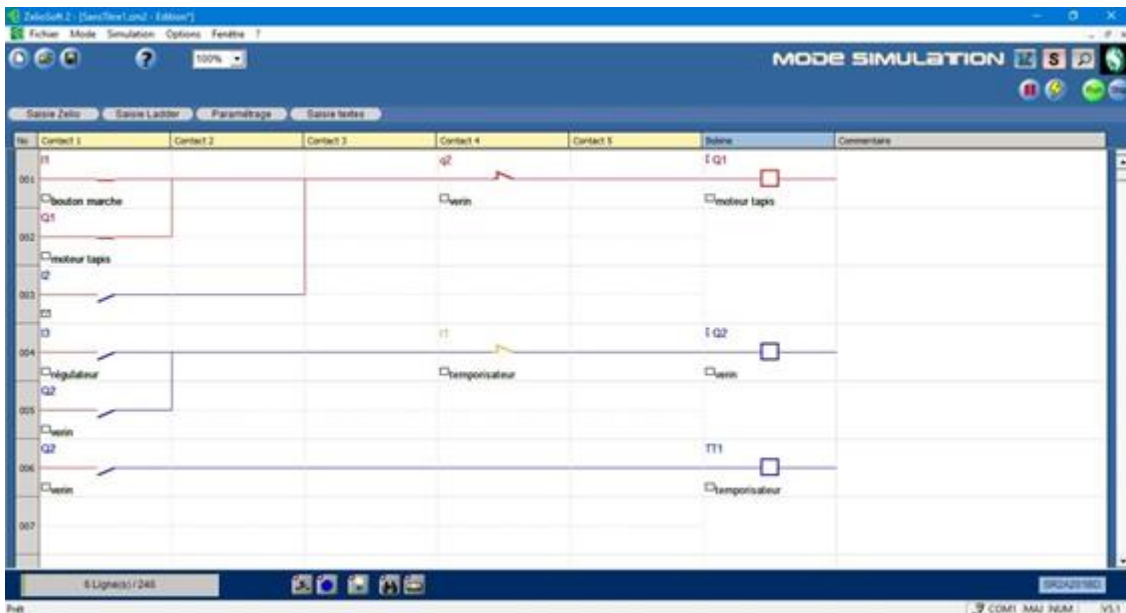 ZelioSoft 2 - [SansTitre1.zm2 - Edition*]
Fichier Mode Simulation Options Fenêtre ?
100%
MODE SIMULATION
S
Saisie Zelio Saisie Ladder Paramétrage Saisie textes
No Contact 1 Contact 2 Contact 3 Contact 4 Contact 5 Bobine Commentaire
I1 q2 [ Q1
001
bouton marche verin moteur tapis
Q1
002
moteur tapis
I2
003
I3 [ Q2
004
régulateur temporisateur verin
Q2
005
verin
Q2 TT1
006
verin temporisateur
007
6 Ligne(s) / 240
Prêt COM1 MAJ NUM V5.1